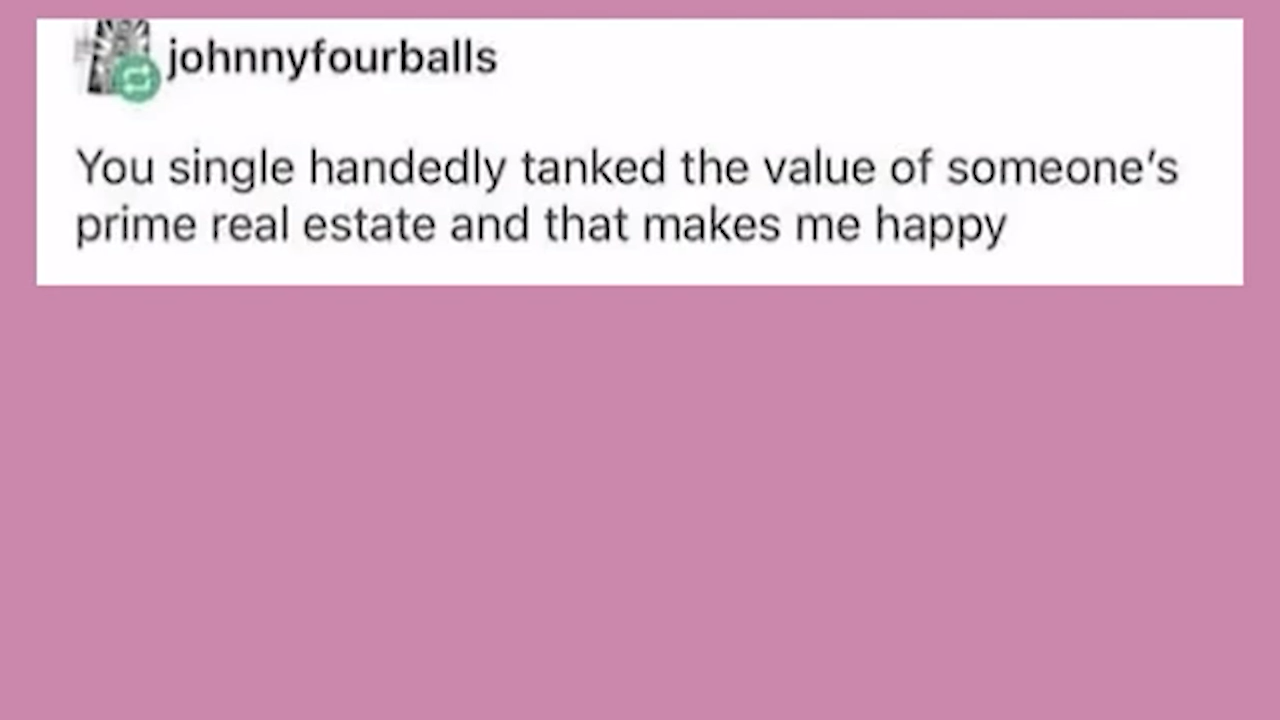 johnnyfourballs
You single handedly tanked the value of someone's
prime real estate and that makes me happy